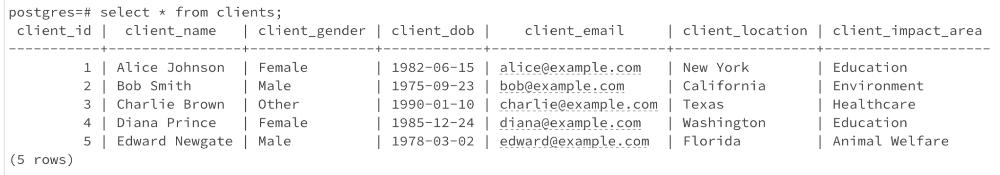 postgres=# select * from clients;
 client_id |  client_name   | client_gender | client_dob |    client_email     | client_location | client_impact_area
-----------+----------------+---------------+------------+---------------------+-----------------+--------------------
         1 | Alice Johnson  | Female        | 1982-06-15 | alice@example.com   | New York        | Education
         2 | Bob Smith      | Male          | 1975-09-23 | bob@example.com     | California      | Environment
         3 | Charlie Brown  | Other         | 1990-01-10 | charlie@example.com | Texas           | Healthcare
         4 | Diana Prince   | Female        | 1985-12-24 | diana@example.com   | Washington      | Education
         5 | Edward Newgate | Male          | 1978-03-02 | edward@example.com  | Florida         | Animal Welfare
(5 rows)